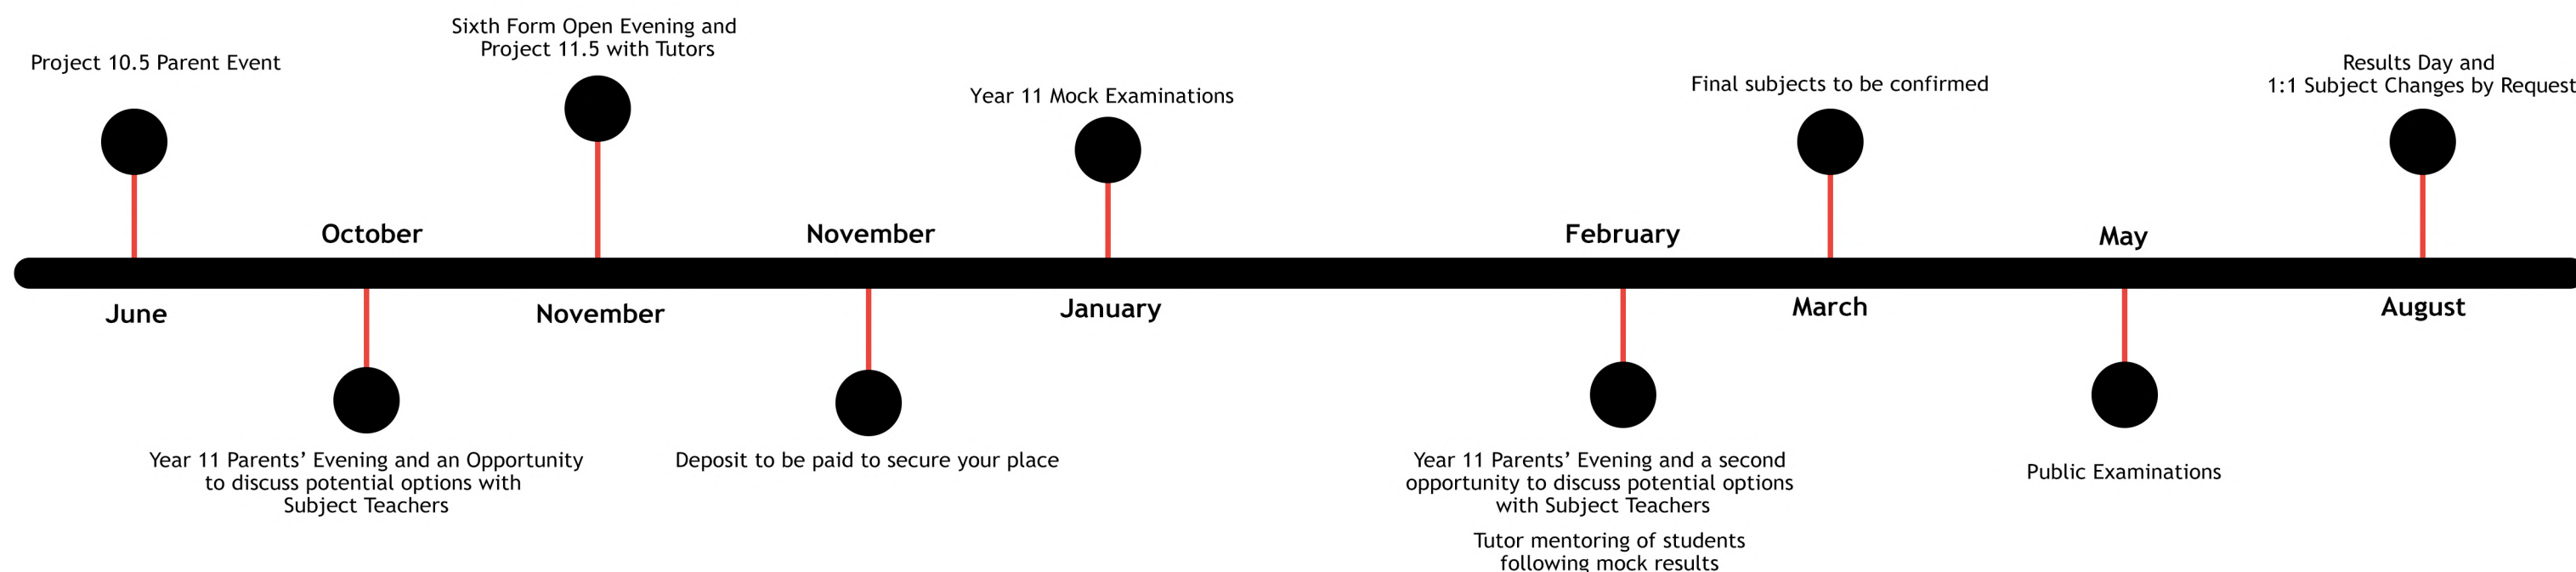 Project 10.5 Parent Event
June
October
Year 11 Parents’ Evening and an Opportunity
to discuss potential options with
Subject Teachers
Sixth Form Open Evening and
Project 11.5 with Tutors
November
November
Deposit to be paid to secure your place
Year 11 Mock Examinations
January
February
Year 11 Parents’ Evening and a second
opportunity to discuss potential options
with Subject Teachers
Tutor mentoring of students
following mock results
Final subjects to be confirmed
March
May
Public Examinations
Results Day and
1:1 Subject Changes by Request
August